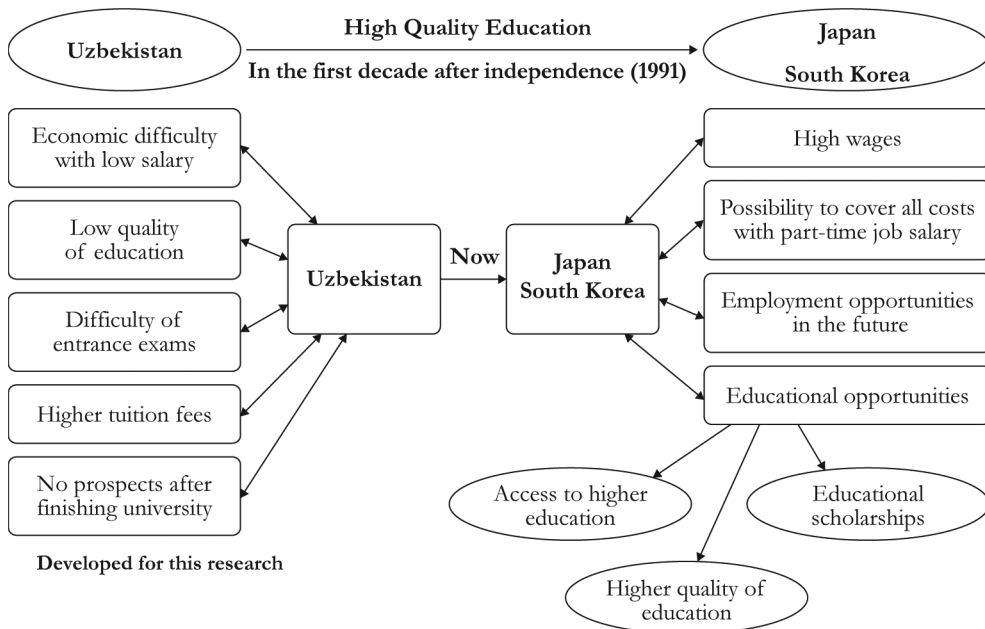 Uzbekistan
High Quality Education
In the first decade after independence (1991)
Japan
South Korea
Economic difficulty
with low salary
Low quality
of education
Difficulty of
entrance exams
Higher tuition fees
No prospects after
finishing university
Uzbekistan
Now
Japan
South Korea
High wages
Possibility to cover all costs
with part-time job salary
Employment opportunities
in the future
Educational opportunities
Access to higher
education
Educational
scholarships
Higher quality of
education
Developed for this research